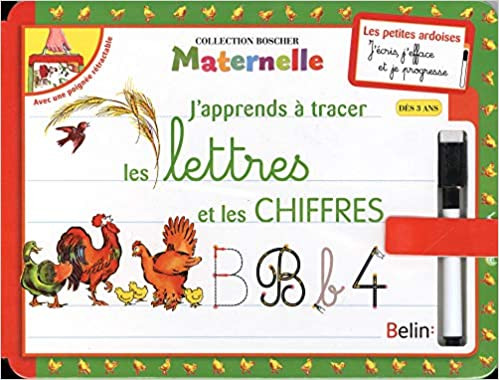 COLLECTION BOSCHER
Maternelle
Avec une poignée rétractable
Les petites ardoises
J'écris, j'efface
et je progresse
DÈS 3 ANS
J'apprends à tracer
les lettres
et les CHIFFRES
B B b 4
Belin: